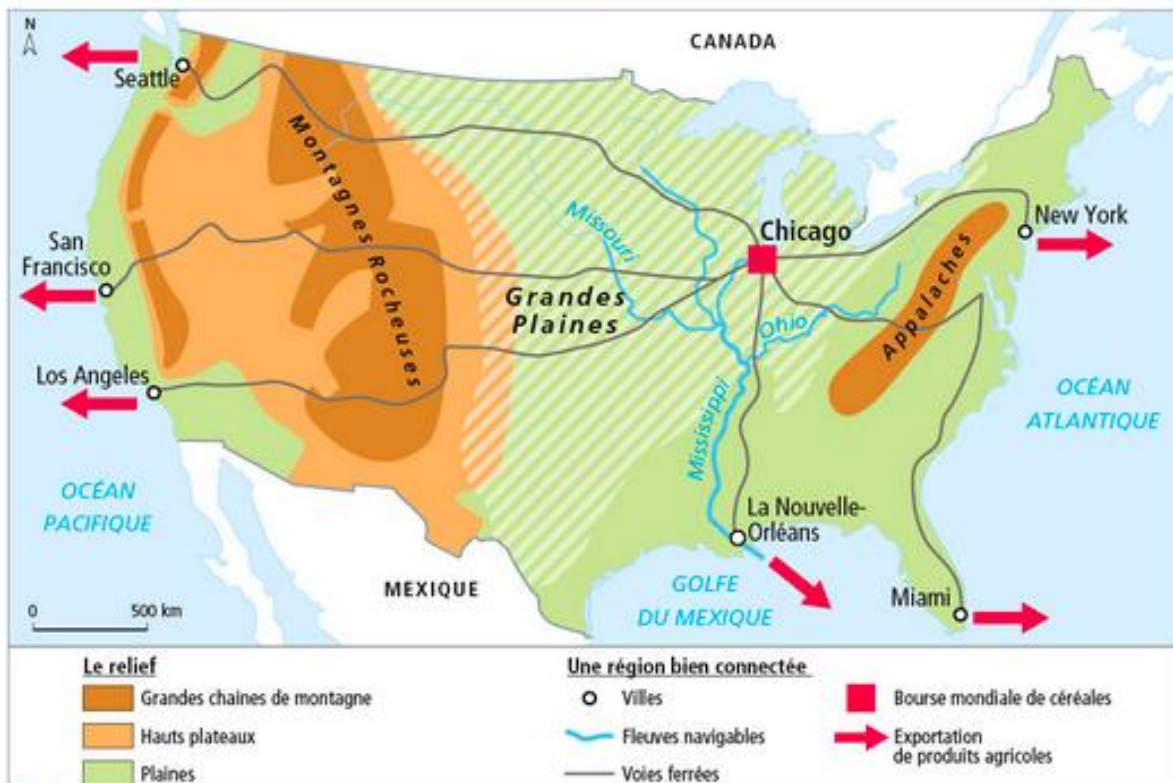 N
CANADA
Seattle
Montagnes Rocheuses
Missouri
Chicago
New York
San
Francisco
Grandes
Plaines
Ohio
Appalaches
Los Angeles
Mississippi
OCÉAN
ATLANTIQUE
OCÉAN
PACIFIQUE
La Nouvelle-
Orléans
MEXIQUE
GOLFE
DU MEXIQUE
Miami
0 500 km
Le relief
Grandes chaines de montagne
Hauts plateaux
Plaines
Une région bien connectée
Villes
Fleuves navigables
Voies ferrées
Bourse mondiale de céréales
Exportation
de produits agricoles